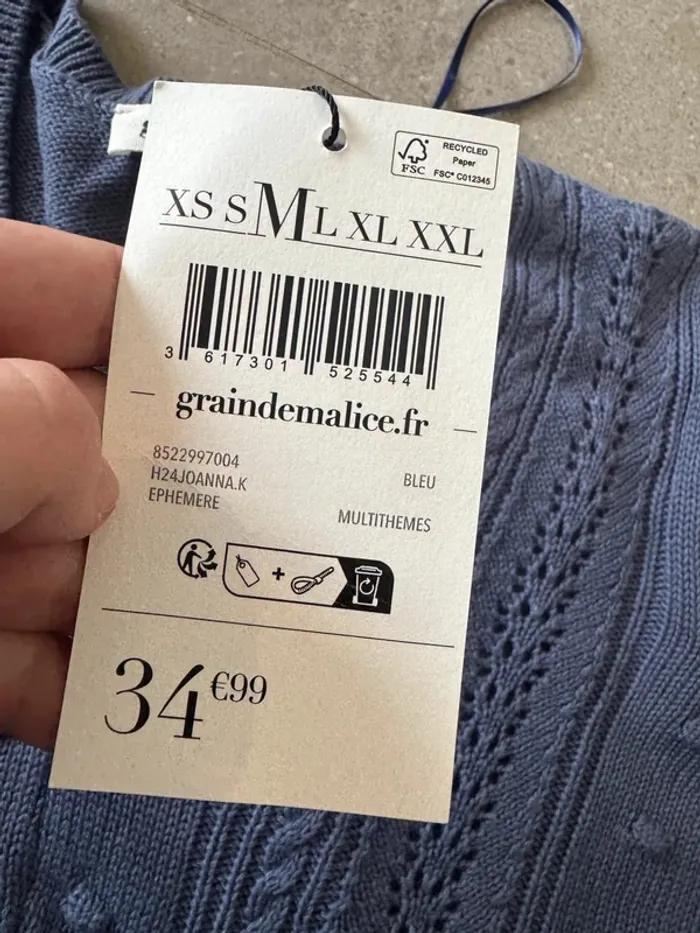 RECYCLED
Paper
FSC
FSC® C012345
XS S M L XL XXL
3 617301 525544
graindemalice.fr
8522997004
H24JOANNA.K
BLEU
EPHEMERE
MULTITHEMES
34€99